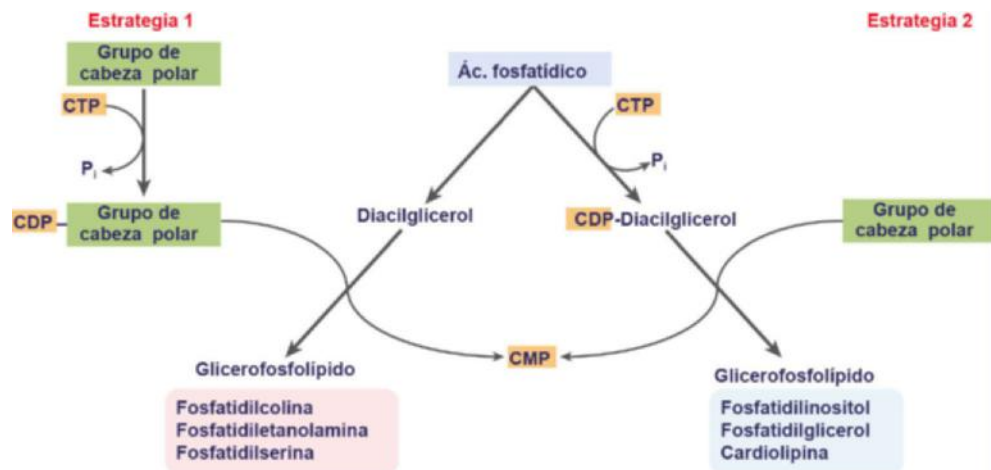 Estrategia 1
Estrategia 2
Grupo de
cabeza polar
Ác. fosfatídico
CTP
CTP
Pi
Pi
CDP
Grupo de
cabeza polar
Diacilglicerol
CDP-Diacilglicerol
Grupo de
cabeza polar
CMP
Glicerofosfolípido
Glicerofosfolípido
Fosfatidilcolina
Fosfatidiletanolamina
Fosfatidilserina
Fosfatidilinositol
Fosfatidilglicerol
Cardiolipina